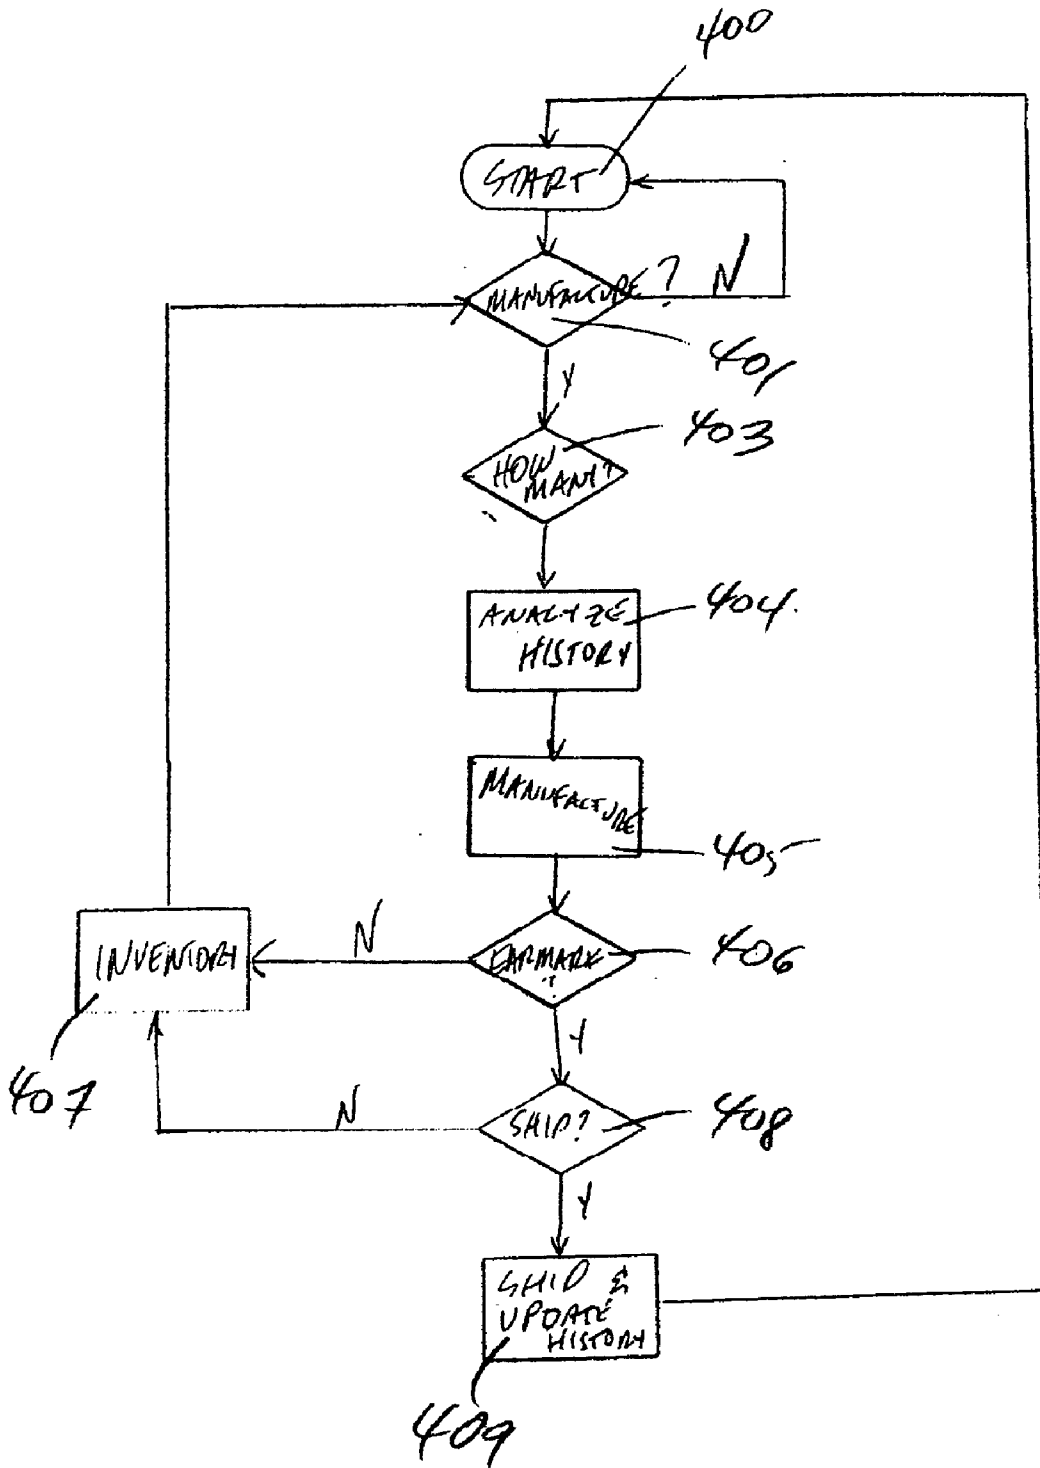 400
START
MANUFACTURE?
N
401
Y
403
HOW
MANY?
ANALYZE
HISTORY
404
MANUFACTURE
405
INVENTORY
N
EARMARK
?
406
407
Y
N
SHIP?
408
Y
SHIP &
UPDATE
HISTORY
409